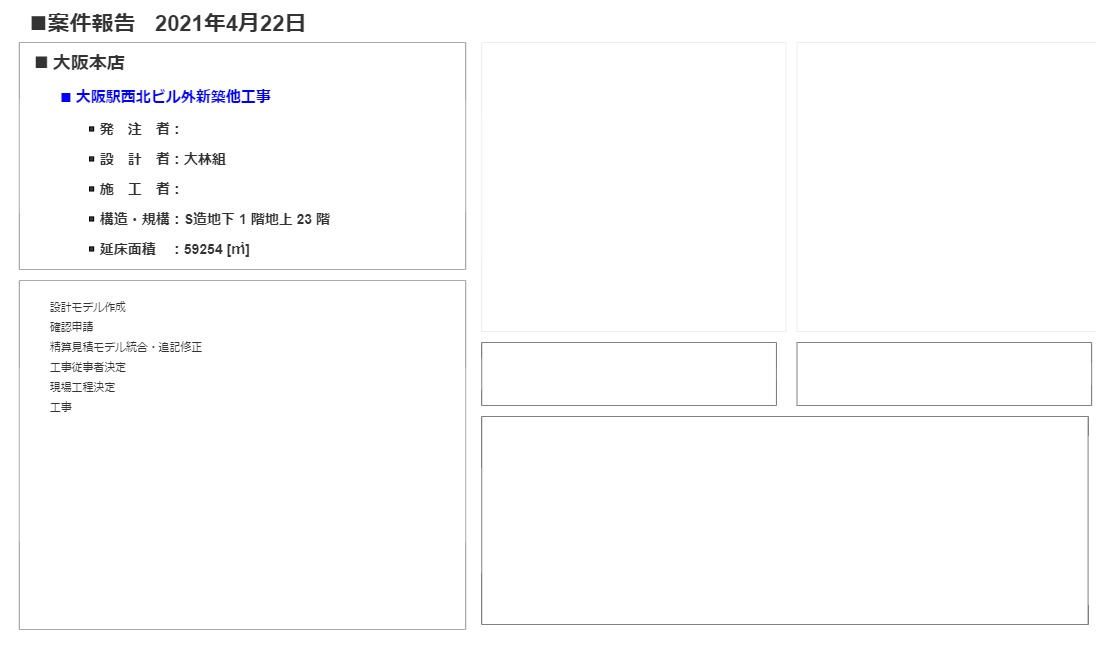 ■案件報告　2021年4月22日
■ 大阪本店
■ 大阪駅西北ビル外新築他工事
▪ 発　注　者：
▪ 設　計　者：大林組
▪ 施　工　者：
▪ 構造・規構：S造地下 1 階地上 23 階
▪ 延床面積　：59254 [㎡]
設計モデル作成
確認申請
精算見積モデル統合・追記修正
工事従事者決定
現場工程決定
工事